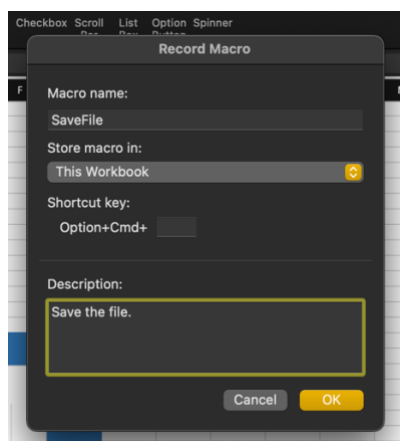 Checkbox Scroll List Option Spinner
Record Macro
F
Macro name:
SaveFile
Store macro in:
This Workbook
Shortcut key:
Option+Cmd+
Description:
Save the file.
Cancel OK